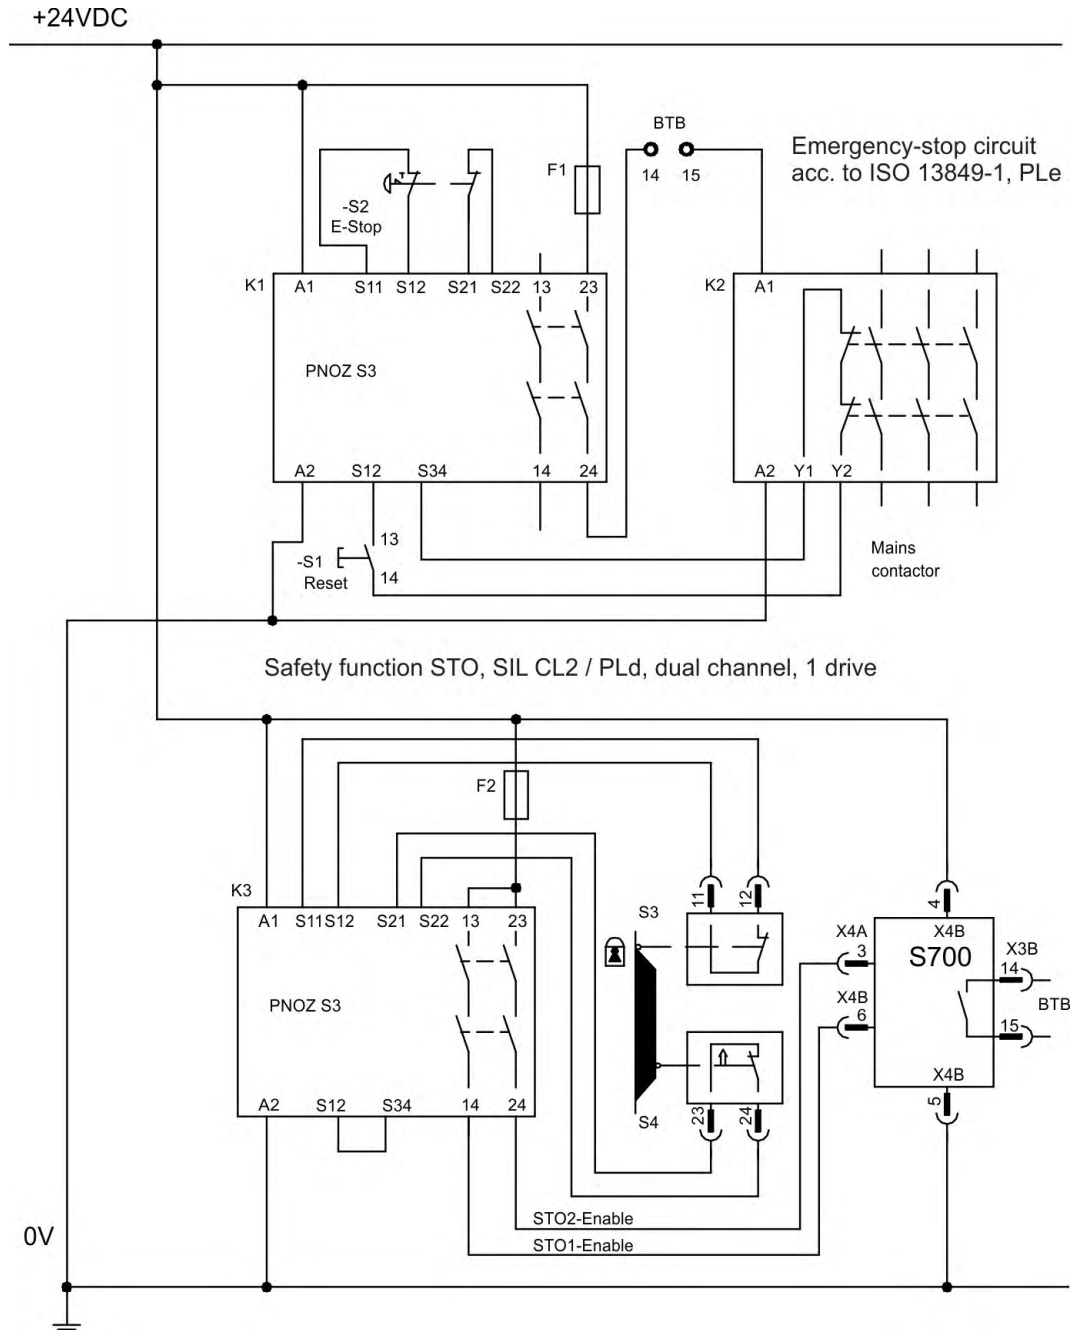 +24VDC
BTB
14 15
Emergency-stop circuit
acc. to ISO 13849-1, PLe
F1
-S2
E-Stop
K1
A1 S11 S12 S21 S22 13 23
PNOZ S3
A2 S12 S34 14 24
K2
A1
A2 Y1 Y2
-S1
Reset
13
14
Mains
contactor
Safety function STO, SIL CL2 / PLd, dual channel, 1 drive
F2
K3
A1 S11 S12 S21 S22 13 23
PNOZ S3
A2 S12 S34 14 24
S3
11 12
S4
23 24
4
X4B
S700
X4A
3
X4B
6
X3B
14
BTB
15
X4B
5
STO2-Enable
STO1-Enable
0V